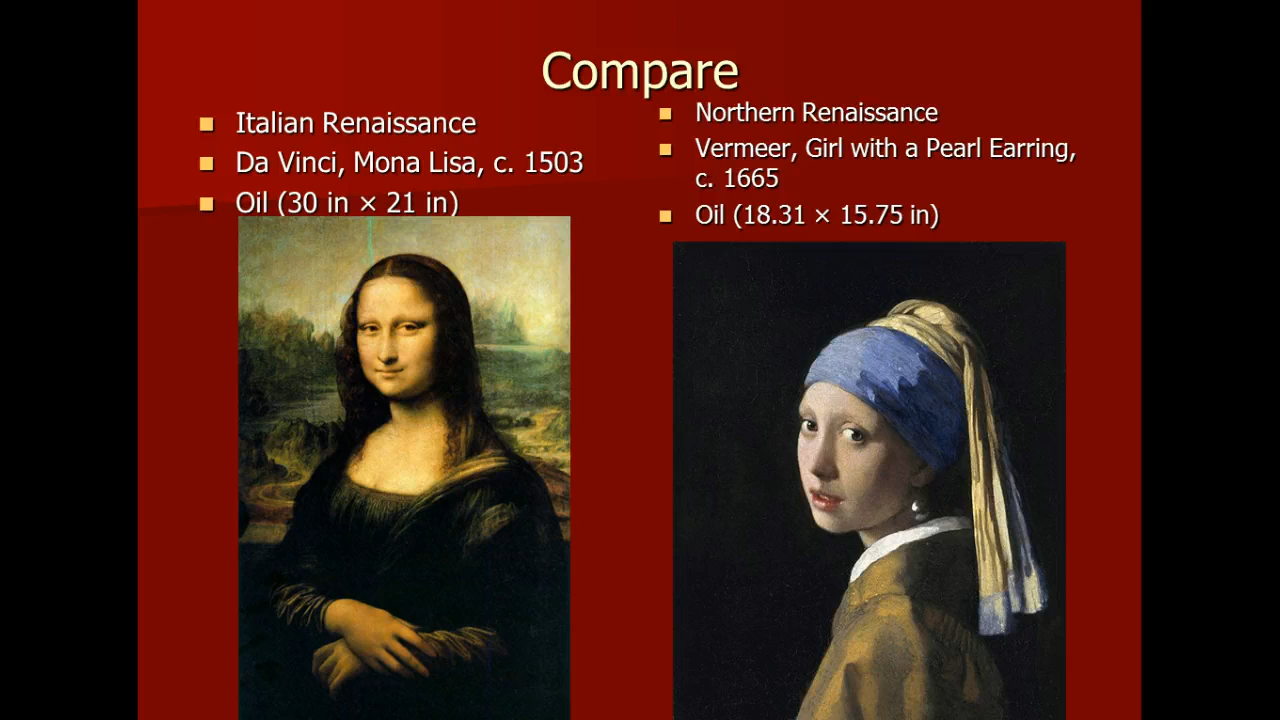 Compare
Italian Renaissance
Da Vinci, Mona Lisa, c. 1503
Oil (30 in × 21 in)
Northern Renaissance
Vermeer, Girl with a Pearl Earring,
c. 1665
Oil (18.31 × 15.75 in)